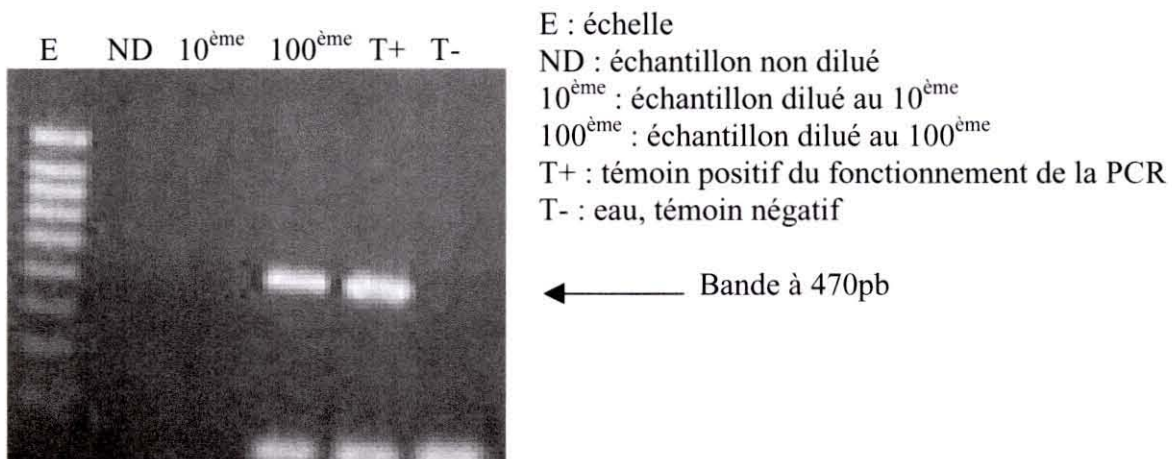 E ND 10ème 100ème T+ T-
E : échelle
ND : échantillon non dilué
10ème : échantillon dilué au 10ème
100ème : échantillon dilué au 100ème
T+ : témoin positif du fonctionnement de la PCR
T- : eau, témoin négatif
Bande à 470pb